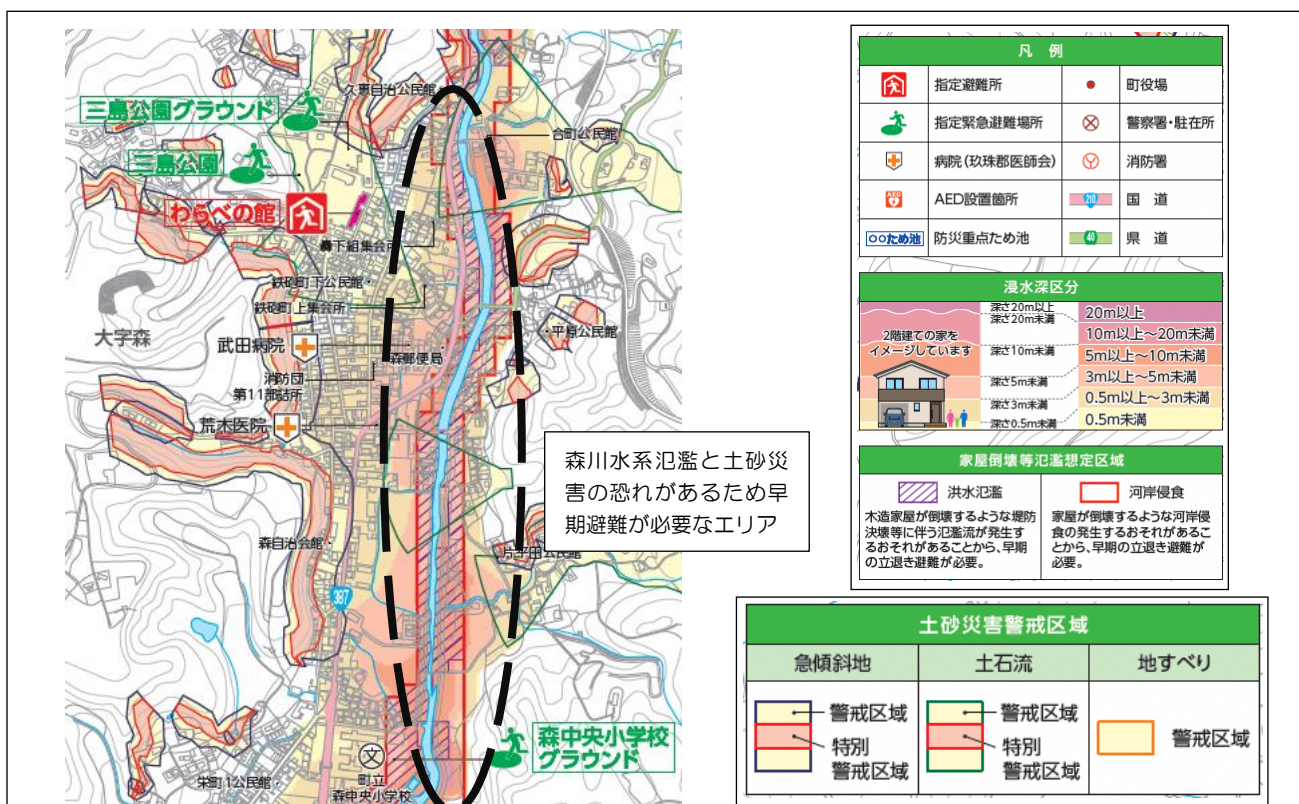 久恵自治公民館
三島公園グラウンド
合町公民館
三島公園
わらべの館
下組集会所
鉄砲町下公民館
鉄砲町上集会所
平原公民館
大字森
武田病院
森郵便局
消防団
第11部詰所
荒木医院
森川水系氾濫と土砂災
害の恐れがあるため早
期避難が必要なエリア
森自治会館
片平田公民館
387
森中央小学校
グラウンド
文
町立
森中央小学校
栄町1公民館
凡 例
指定避難所
町役場
指定緊急避難場所
警察署・駐在所
病院(玖珠郡医師会)
消防署
AED
AED設置箇所
210
国 道
○○ため池
防災重点ため池
40
県 道
浸水深区分
2階建ての家を
イメージしています
深さ20m以上
深さ20m未満
深さ10m未満
深さ5m未満
深さ3m未満
深さ0.5m未満
20m以上
10m以上~20m未満
5m以上~10m未満
3m以上~5m未満
0.5m以上~3m未満
0.5m未満
家屋倒壊等氾濫想定区域
洪水氾濫
木造家屋が倒壊するような堤防
決壊等に伴う氾濫流が発生す
るおそれがあることから、早期
の立退き避難が必要。
河岸侵食
家屋が倒壊するような河岸侵
食の発生するおそれがあるこ
とから、早期の立退き避難が
必要。
土砂災害警戒区域
急傾斜地
土石流
地すべり
警戒区域
特別
警戒区域
警戒区域
特別
警戒区域
警戒区域